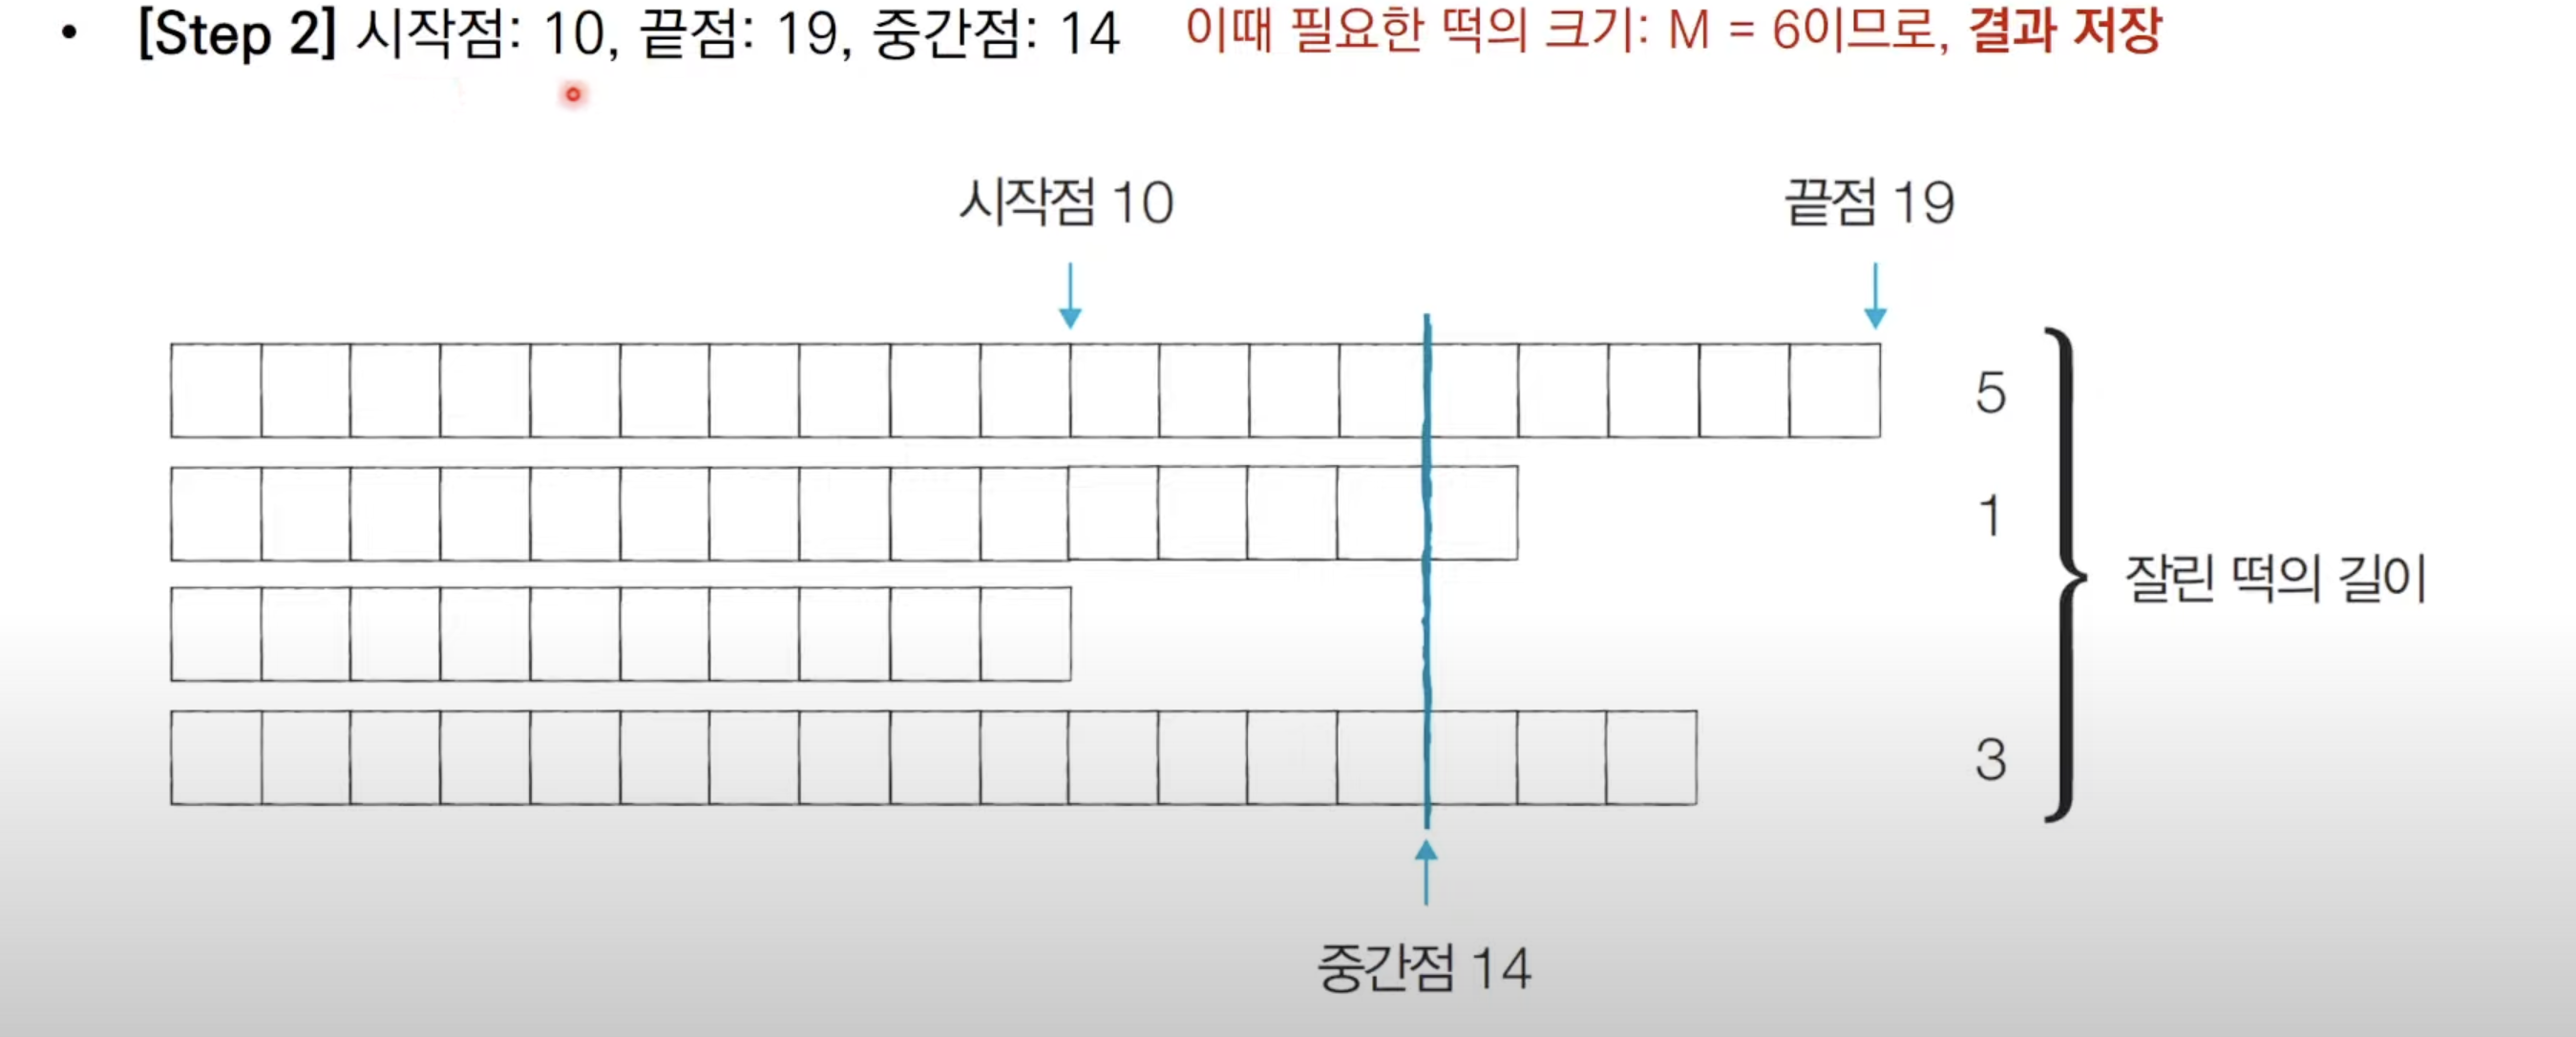 • [Step 2] 시작점: 10, 끝점: 19, 중간점: 14 이때 필요한 떡의 크기: M = 6이므로, 결과 저장
시작점 10 끝점 19
5
1
잘린 떡의 길이
3
중간점 14